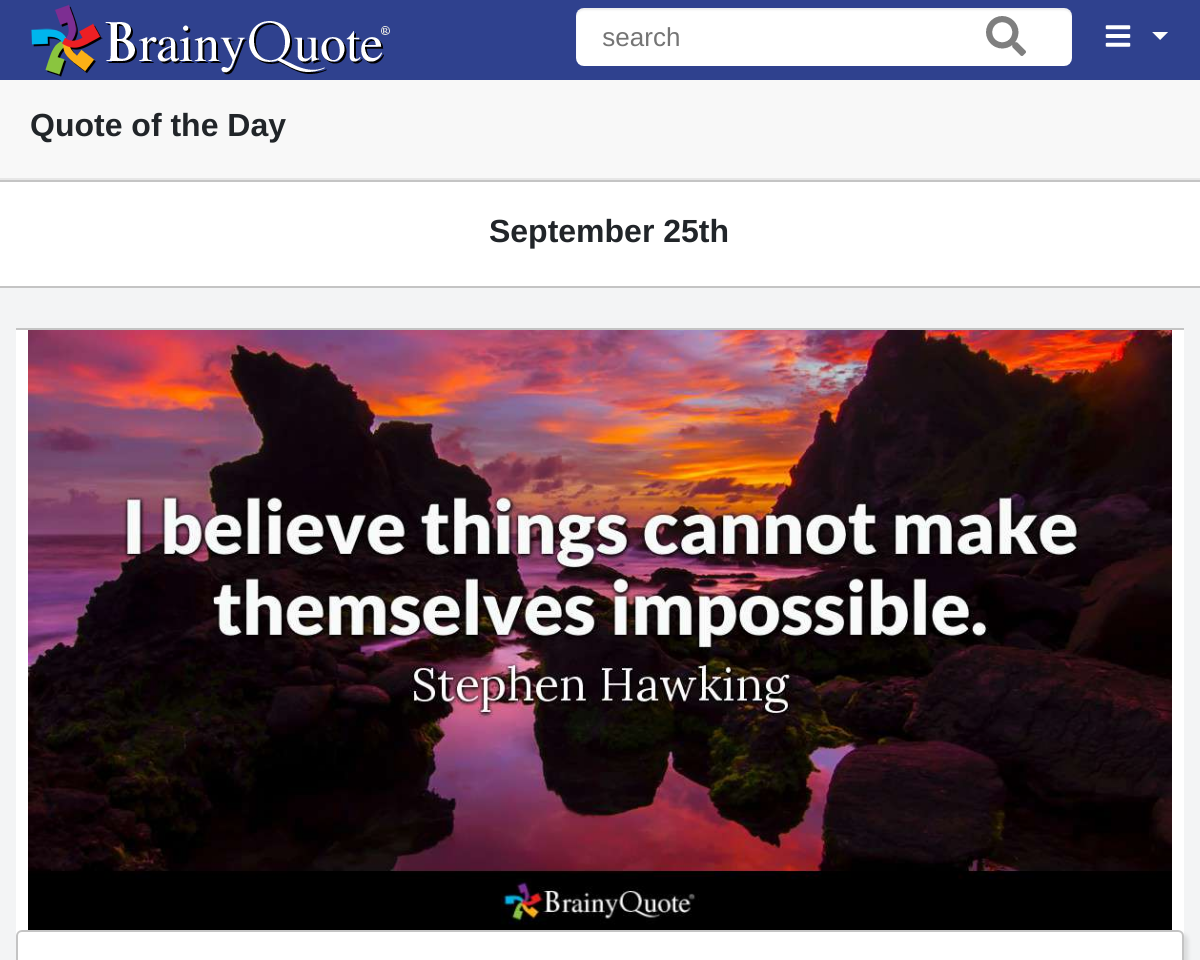 BrainyQuote®
search
Quote of the Day
September 25th
I believe things cannot make
themselves impossible.
Stephen Hawking
BrainyQuote®